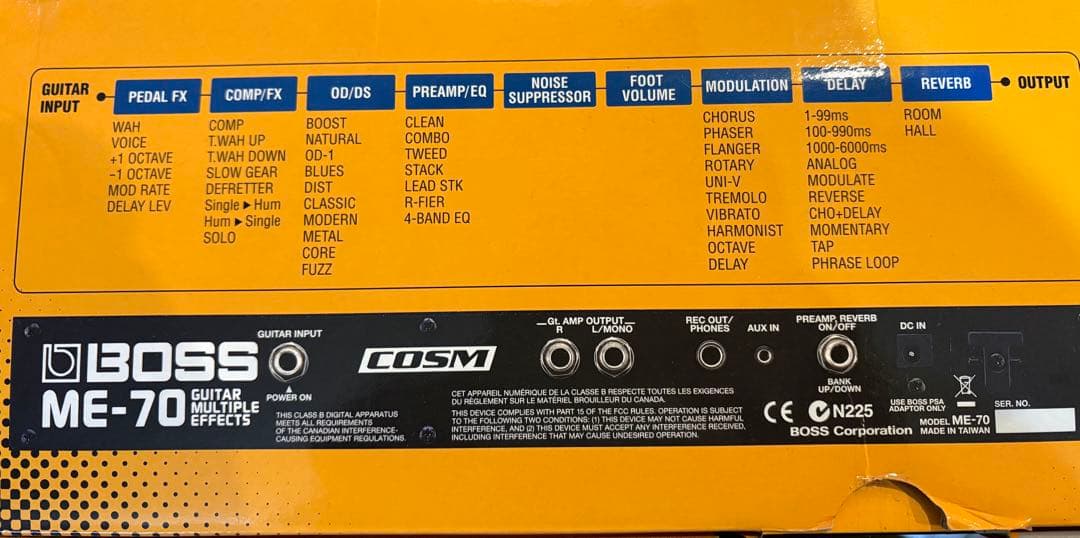 GUITAR INPUT
PEDAL FX
COMP/FX
OD/DS
PREAMP/EQ
NOISE SUPPRESSOR
FOOT VOLUME
MODULATION
DELAY
REVERB
OUTPUT
WAH
VOICE
+1 OCTAVE
−1 OCTAVE
MOD RATE
DELAY LEV
COMP
T.WAH UP
T.WAH DOWN
SLOW GEAR
DEFRETTER
Single ▶ Hum
Hum ▶ Single
SOLO
BOOST
NATURAL
OD-1
BLUES
DIST
CLASSIC
MODERN
METAL
CORE
FUZZ
CLEAN
COMBO
TWEED
STACK
LEAD STK
R-FIER
4-BAND EQ
CHORUS
PHASER
FLANGER
ROTARY
UNI-V
TREMOLO
VIBRATO
HARMONIST
OCTAVE
DELAY
1-99ms
100-990ms
1000-6000ms
ANALOG
MODULATE
REVERSE
CHO+DELAY
MOMENTARY
TAP
PHRASE LOOP
ROOM
HALL
BOSS
ME-70 GUITAR MULTIPLE EFFECTS
GUITAR INPUT
▲
POWER ON
THIS CLASS B DIGITAL APPARATUS
MEETS ALL REQUIREMENTS
OF THE CANADIAN INTERFERENCE-
CAUSING EQUIPMENT REGULATIONS.
COSM
Gt. AMP OUTPUT
R L/MONO
CET APPAREIL NUMÉRIQUE DE LA CLASSE B RESPECTE TOUTES LES EXIGENCES
DU RÈGLEMENT SUR LE MATÉRIEL BROUILLEUR DU CANADA.
THIS DEVICE COMPLIES WITH PART 15 OF THE FCC RULES. OPERATION IS SUBJECT
TO THE FOLLOWING TWO CONDITIONS: (1) THIS DEVICE MAY NOT CAUSE HARMFUL
INTERFERENCE, AND (2) THIS DEVICE MUST ACCEPT ANY INTERFERENCE RECEIVED,
INCLUDING INTERFERENCE THAT MAY CAUSE UNDESIRED OPERATION.
REC OUT/
PHONES
AUX IN
PREAMP, REVERB
ON/OFF
BANK
UP/DOWN
CE N225
BOSS Corporation
DC IN
USE BOSS PSA
ADAPTOR ONLY
MODEL ME-70
MADE IN TAIWAN
SER. NO.